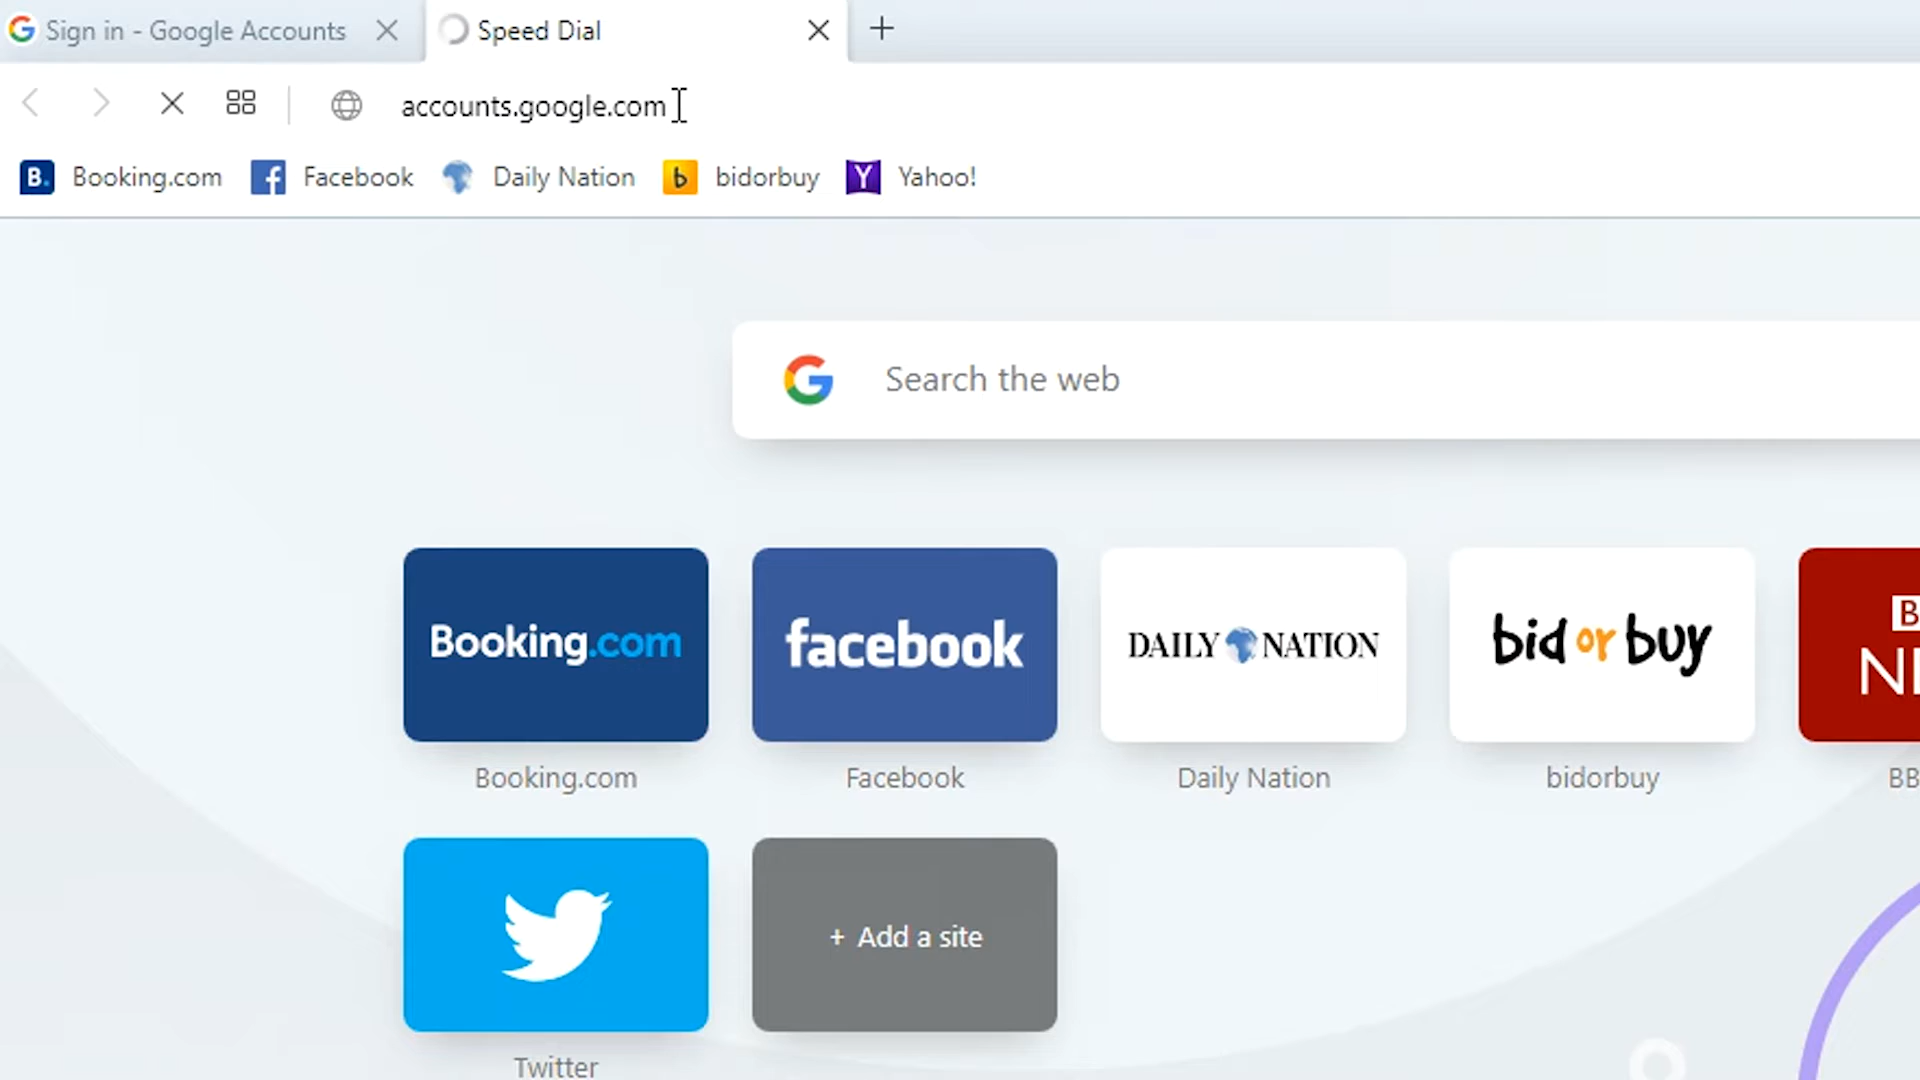 Sign in - Google Accounts
Speed Dial
accounts.google.com
B. Booking.com
Facebook
Daily Nation
b bidorbuy
Y Yahoo!
Search the web
Booking.com
facebook
DAILY NATION
bid or buy
Booking.com
Facebook
Daily Nation
bidorbuy
+ Add a site
Twitter